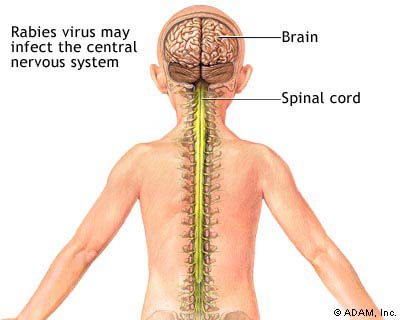 Rabies virus may
infect the central
nervous system
Brain
Spinal cord
© ADAM, Inc.